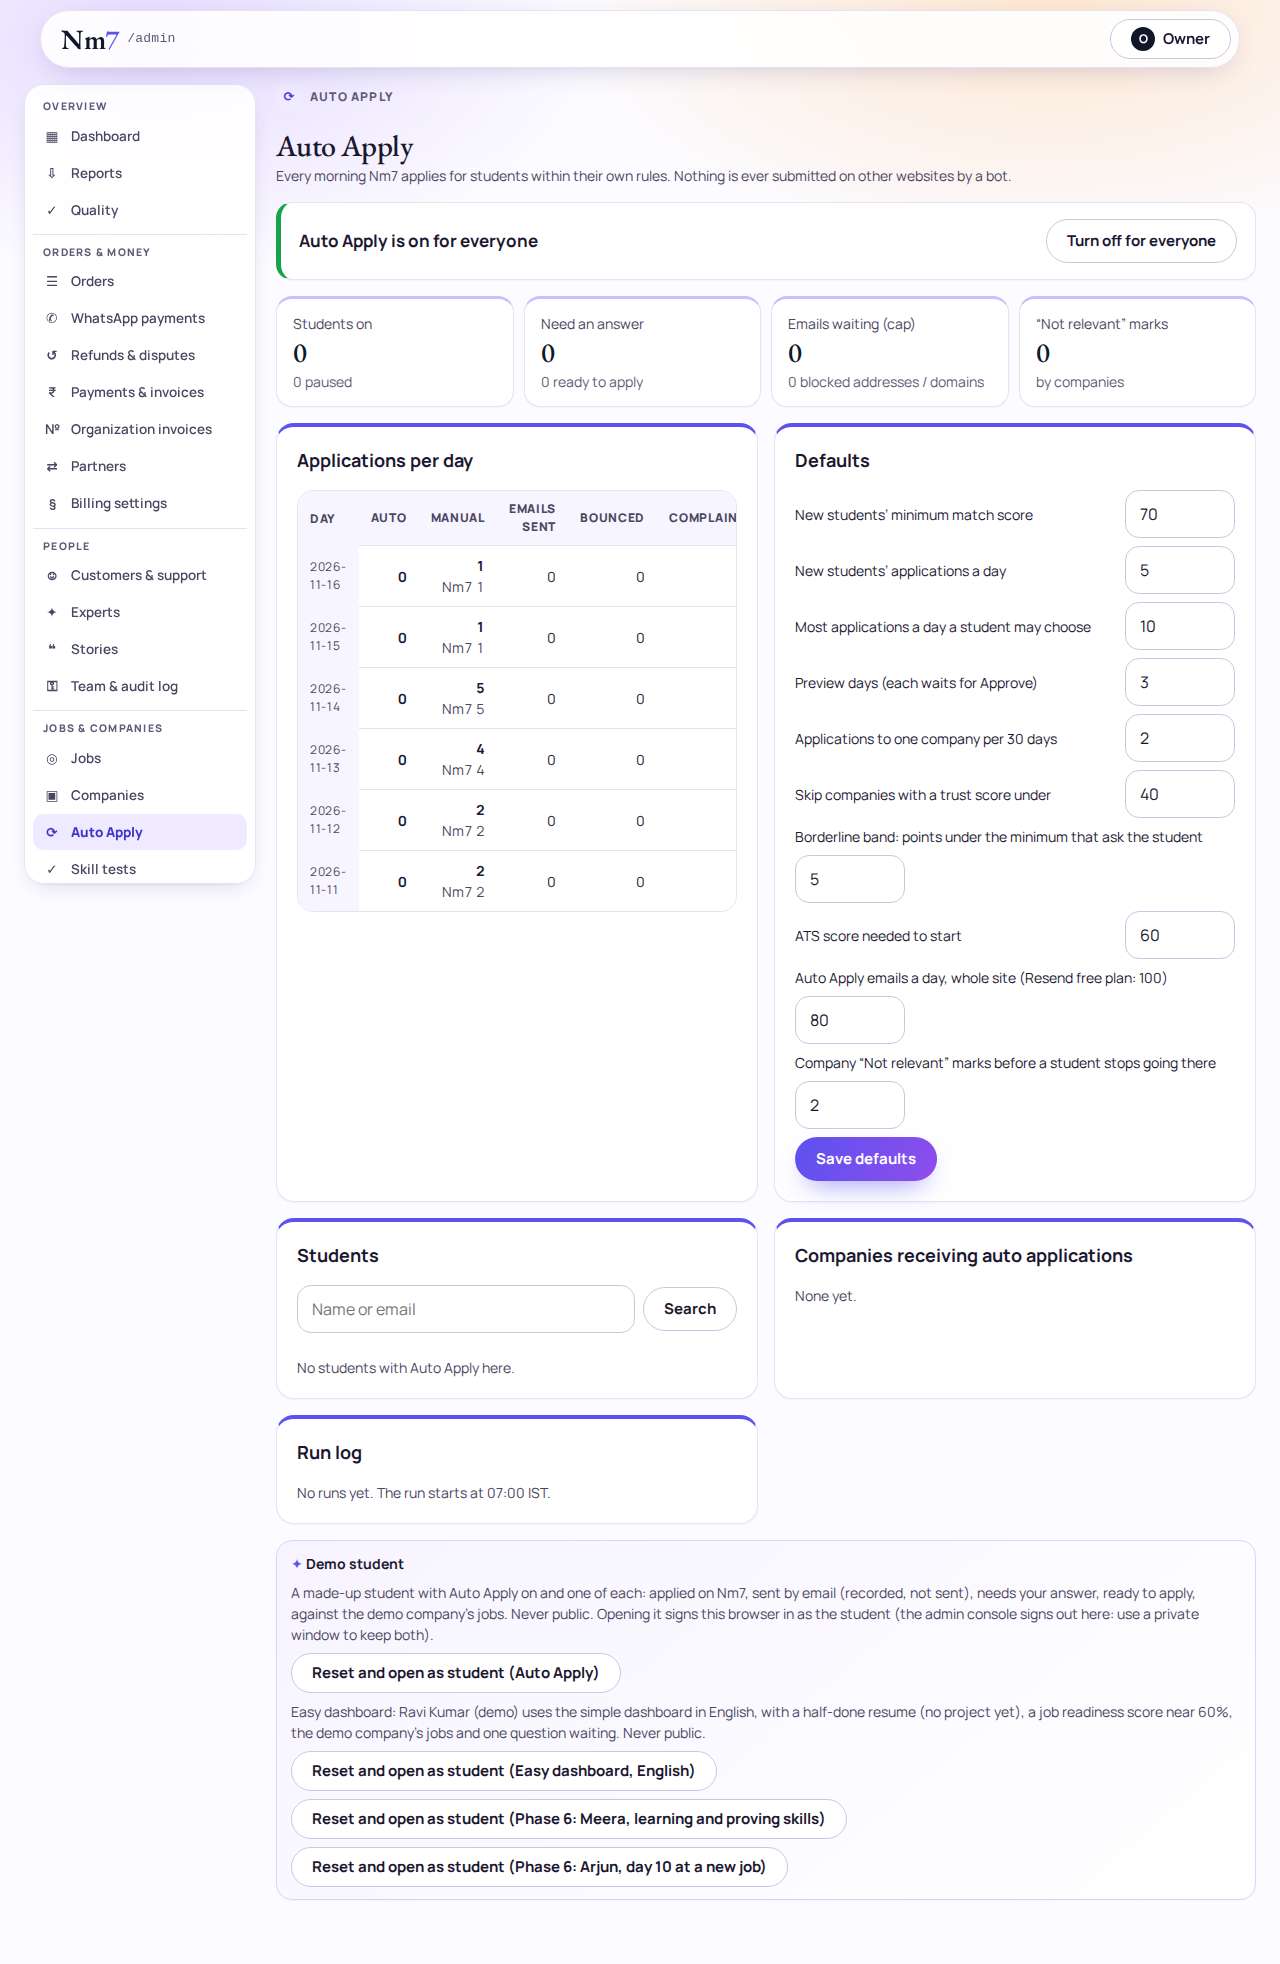 Nm7 /admin
O Owner
OVERVIEW
Dashboard
Reports
Quality
ORDERS & MONEY
Orders
WhatsApp payments
Refunds & disputes
₹ Payments & invoices
Nº Organization invoices
Partners
§ Billing settings
PEOPLE
Customers & support
Experts
Stories
Team & audit log
JOBS & COMPANIES
Jobs
Companies
Auto Apply
Skill tests
AUTO APPLY
Auto Apply
Every morning Nm7 applies for students within their own rules. Nothing is ever submitted on other websites by a bot.
Auto Apply is on for everyone
Turn off for everyone
Students on
0
0 paused
Need an answer
0
0 ready to apply
Emails waiting (cap)
0
0 blocked addresses / domains
“Not relevant” marks
0
by companies
Applications per day
DAY AUTO MANUAL EMAILS SENT BOUNCED COMPLAIN
2026-11-16 0 1 Nm7 1 0 0
2026-11-15 0 1 Nm7 1 0 0
2026-11-14 0 5 Nm7 5 0 0
2026-11-13 0 4 Nm7 4 0 0
2026-11-12 0 2 Nm7 2 0 0
2026-11-11 0 2 Nm7 2 0 0
Defaults
New students’ minimum match score 70
New students’ applications a day 5
Most applications a day a student may choose 10
Preview days (each waits for Approve) 3
Applications to one company per 30 days 2
Skip companies with a trust score under 40
Borderline band: points under the minimum that ask the student
5
ATS score needed to start 60
Auto Apply emails a day, whole site (Resend free plan: 100)
80
Company “Not relevant” marks before a student stops going there
2
Save defaults
Students
Name or email
Search
No students with Auto Apply here.
Companies receiving auto applications
None yet.
Run log
No runs yet. The run starts at 07:00 IST.
Demo student
A made-up student with Auto Apply on and one of each: applied on Nm7, sent by email (recorded, not sent), needs your answer, ready to apply,
against the demo company’s jobs. Never public. Opening it signs this browser in as the student (the admin console signs out here: use a private
window to keep both).
Reset and open as student (Auto Apply)
Easy dashboard: Ravi Kumar (demo) uses the simple dashboard in English, with a half-done resume (no project yet), a job readiness score near 60%,
the demo company’s jobs and one question waiting. Never public.
Reset and open as student (Easy dashboard, English)
Reset and open as student (Phase 6: Meera, learning and proving skills)
Reset and open as student (Phase 6: Arjun, day 10 at a new job)